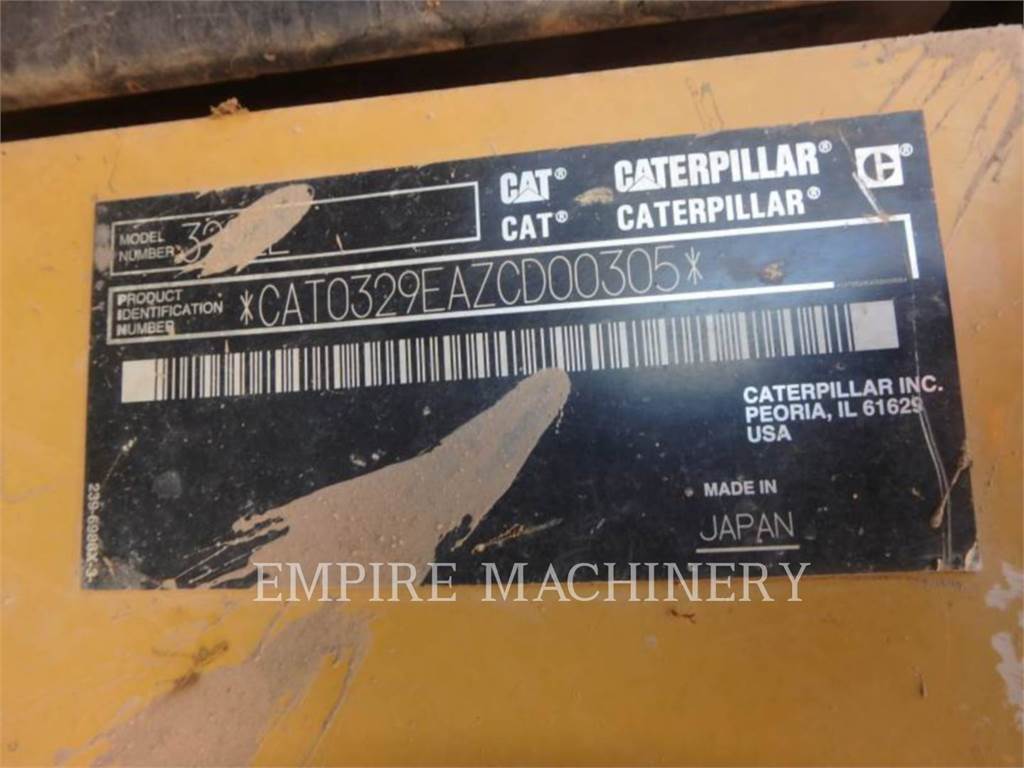 CAT® CATERPILLAR®
CAT® CATERPILLAR®
MODEL
NUMBER
PRODUCT
IDENTIFICATION
NUMBER
*CAT0329EAZCD00305*
CATERPILLAR INC.
PEORIA, IL 61629
USA
MADE IN
JAPAN
EMPIRE MACHINERY